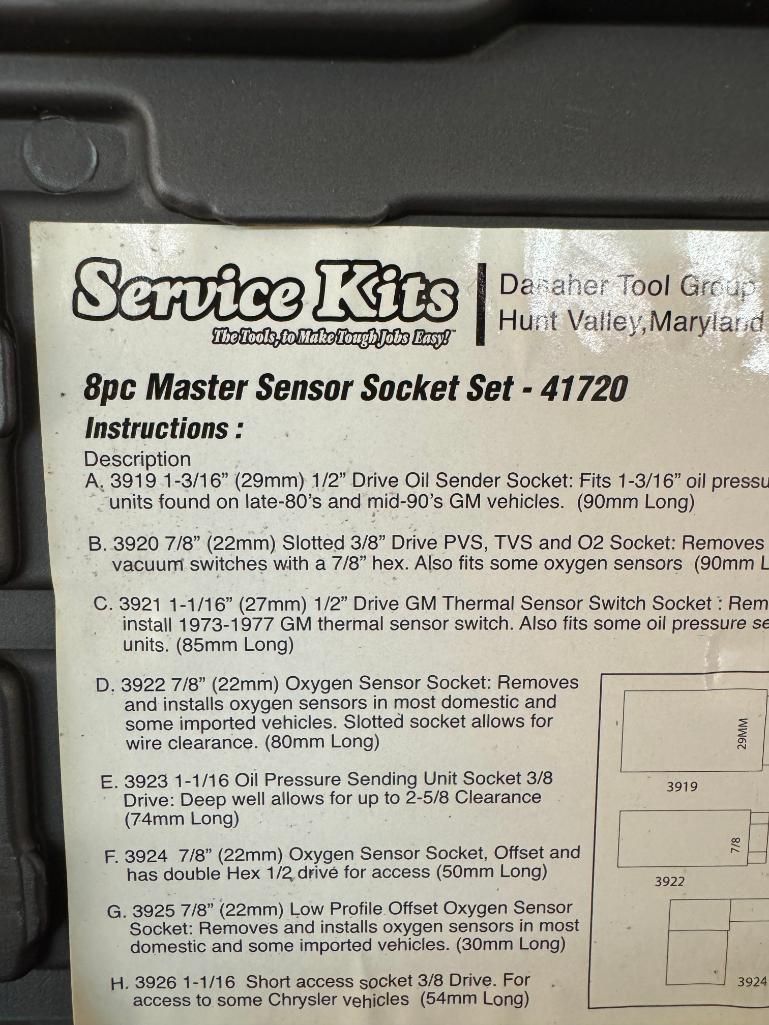 Service Kits
The Tools, to Make Tough Jobs Easy!™
Danaher Tool Group
Hunt Valley,Maryland
8pc Master Sensor Socket Set - 41720
Instructions :
Description
A. 3919 1-3/16” (29mm) 1/2” Drive Oil Sender Socket: Fits 1-3/16” oil pressu
units found on late-80’s and mid-90’s GM vehicles. (90mm Long)
B. 3920 7/8” (22mm) Slotted 3/8” Drive PVS, TVS and O2 Socket: Removes
vacuum switches with a 7/8” hex. Also fits some oxygen sensors (90mm L
C. 3921 1-1/16” (27mm) 1/2” Drive GM Thermal Sensor Switch Socket : Rem
install 1973-1977 GM thermal sensor switch. Also fits some oil pressure se
units. (85mm Long)
D. 3922 7/8” (22mm) Oxygen Sensor Socket: Removes
and installs oxygen sensors in most domestic and
some imported vehicles. Slotted socket allows for
wire clearance. (80mm Long)
E. 3923 1-1/16 Oil Pressure Sending Unit Socket 3/8
Drive: Deep well allows for up to 2-5/8 Clearance
(74mm Long)
F. 3924 7/8” (22mm) Oxygen Sensor Socket, Offset and
has double Hex 1/2 drive for access (50mm Long)
G. 3925 7/8” (22mm) Low Profile Offset Oxygen Sensor
Socket: Removes and installs oxygen sensors in most
domestic and some imported vehicles. (30mm Long)
H. 3926 1-1/16 Short access socket 3/8 Drive. For
access to some Chrysler vehicles (54mm Long)
29MM
3919
7/8
3922
3924